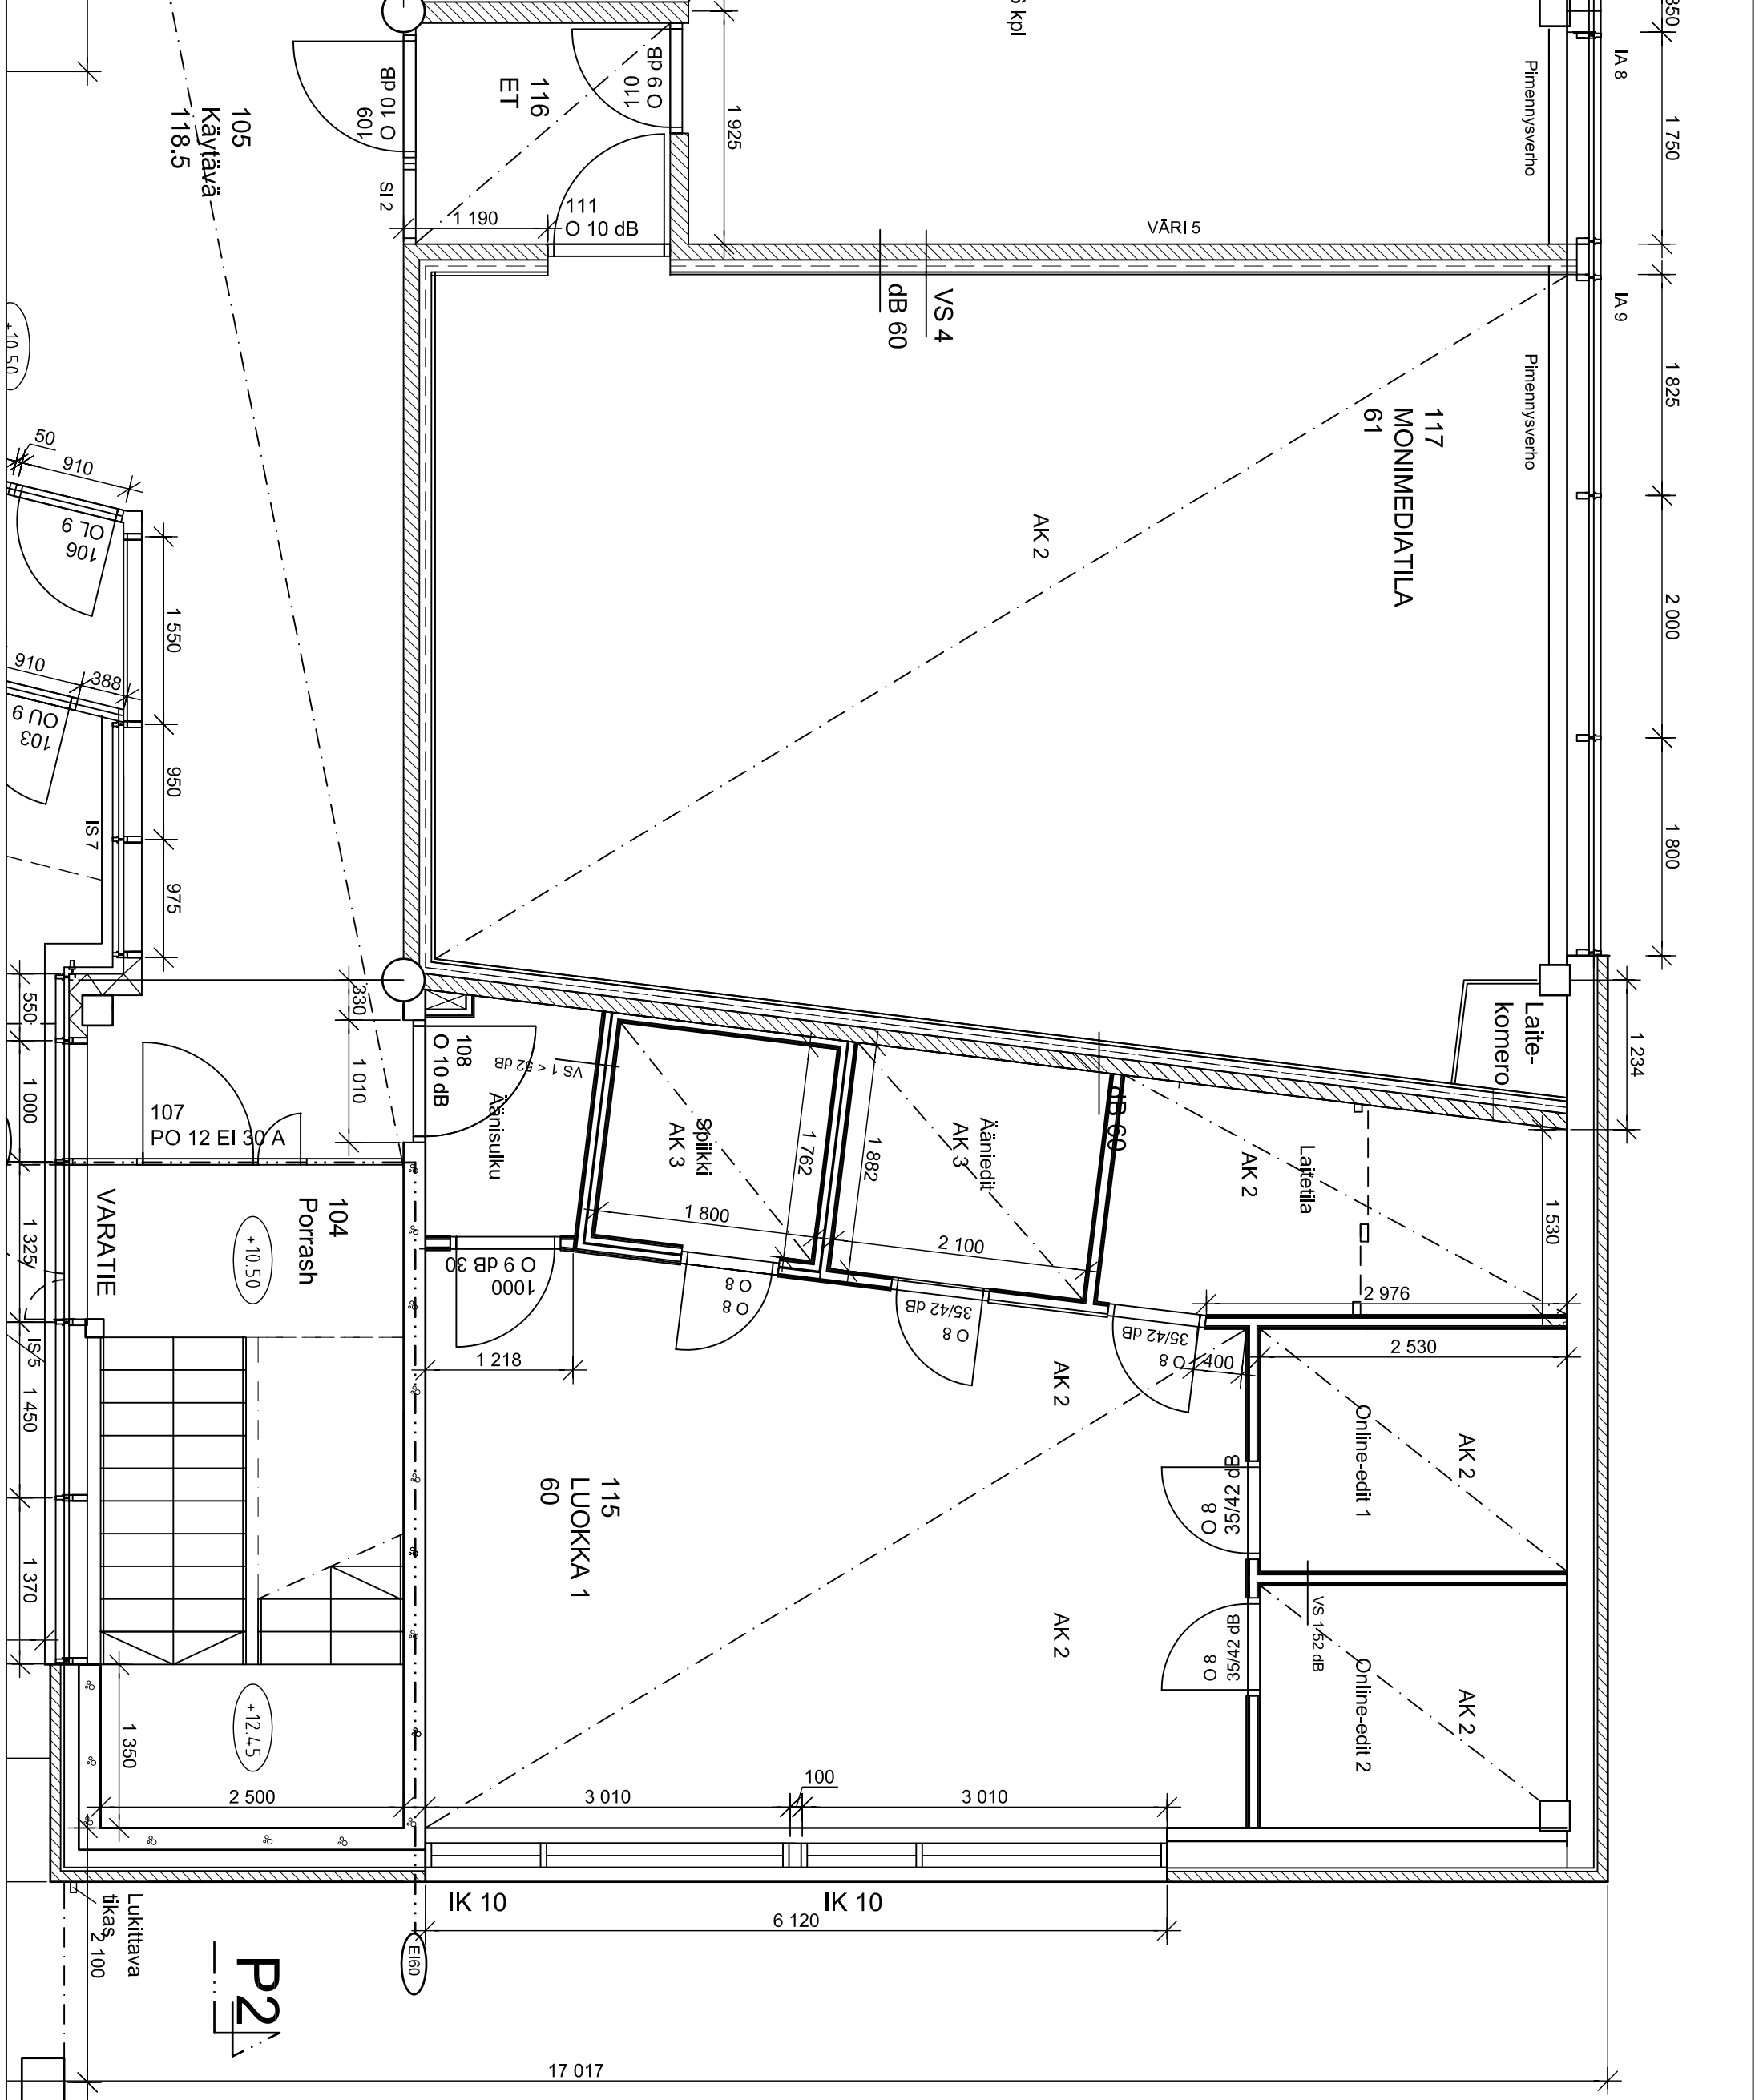 850
IA 8
1 750
Pimennysverho
6 kpl
1 925
9 O dB
110
116
ET
O 10 dB
109
105
Käytävä
118.5
SI 2
1 190
111
O 10 dB
VÄRI 5
VS 4
dB 60
IA 9
1 825
Pimennysverho
117
MONIMEDIATILA
61
AK 2
2 000
1 800
+10.50
50
910
OL 9
106
1 550
910
388
OU 9
103
950
IS 7
975
550
330
1 010
1 000
107
PO 12 EI 30 A
108
O 10 dB
Äänisulku
VS 1 < 52 dB
Spiikki
AK 3
1 762
1 882
1 800
Ääniedit
AK 3
2 100
dB 60
AK 2
Laitetila
Laite-
komero
1 234
1 530
2 976
2 530
400
VARATIE
104
Porrash
+10.50
1 325
IS 5
1 450
1 370
O 9 dB 30
1000
1 218
O 8
O 8
35/42 dB
O 8
35/42 dB
O 8
AK 2
Online-edit 1
AK 2
35/42 dB
O 8
115
LUOKKA 1
60
AK 2
VS 1 52 dB
35/42 dB
O 8
Online-edit 2
AK 2
+12.45
1 350
2 500
3 010
100
3 010
IK 10
IK 10
6 120
EI60
Lukittava
tikas
2 100
P2
17 017